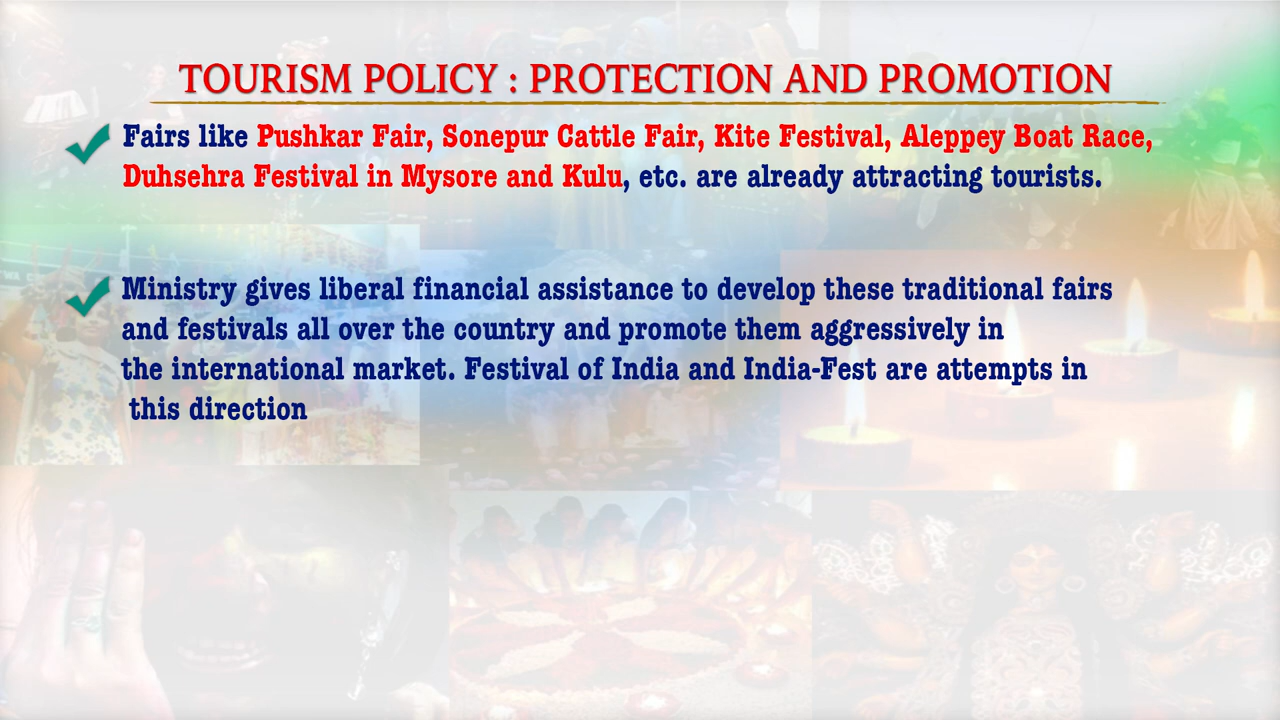 TOURISM POLICY : PROTECTION AND PROMOTION
Fairs like Pushkar Fair, Sonepur Cattle Fair, Kite Festival, Aleppey Boat Race,
Duhsehra Festival in Mysore and Kulu, etc. are already attracting tourists.
Ministry gives liberal financial assistance to develop these traditional fairs
and festivals all over the country and promote them aggressively in
the international market. Festival of India and India-Fest are attempts in
this direction